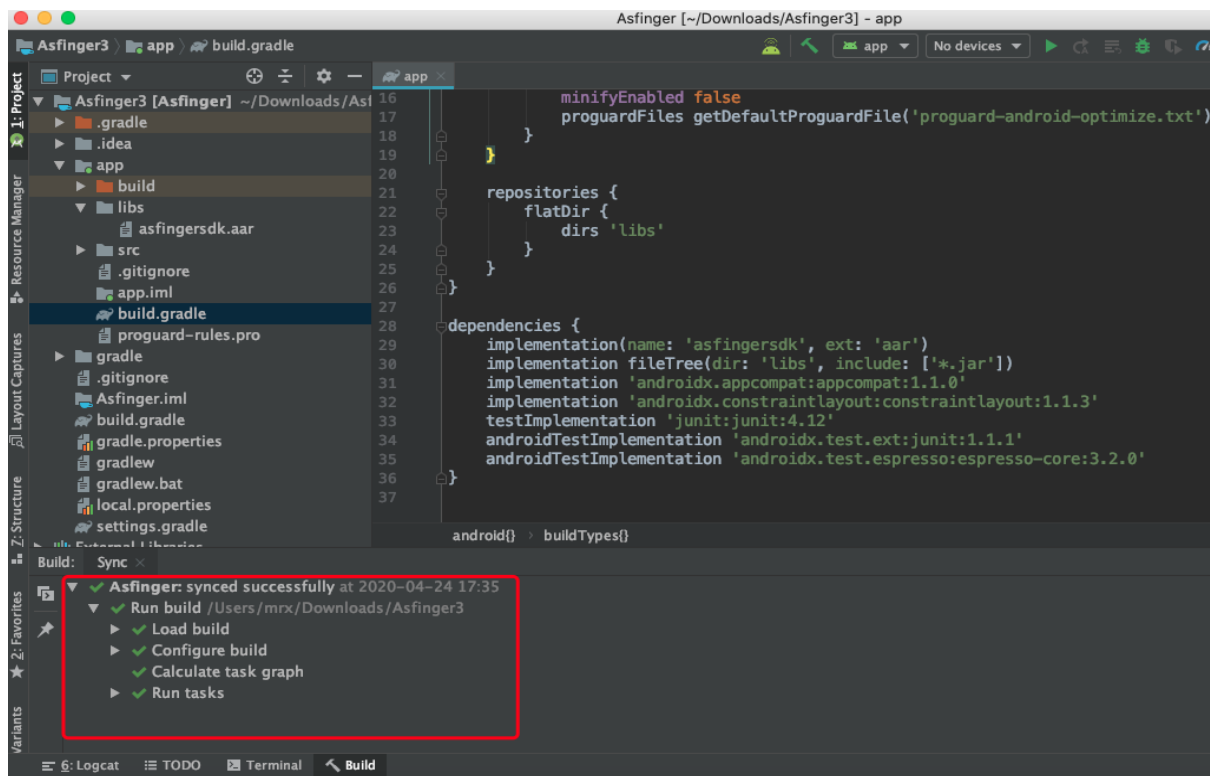 Asfinger [~/Downloads/Asfinger3] - app
Asfinger3 app build.gradle
app No devices
1: Project
Resource Manager
Layout Captures
Z: Structure
2: Favorites
Variants
Project
Asfinger3 [Asfinger] ~/Downloads/Asf
.gradle
.idea
app
build
libs
asfingersdk.aar
src
.gitignore
app.iml
build.gradle
proguard-rules.pro
gradle
.gitignore
Asfinger.iml
build.gradle
gradle.properties
gradlew
gradlew.bat
local.properties
settings.gradle
External Libraries
app
16 minifyEnabled false
17 proguardFiles getDefaultProguardFile('proguard-android-optimize.txt')
18 }
19 }
20
21 repositories {
22 flatDir {
23 dirs 'libs'
24 }
25 }
26 }
27
28 dependencies {
29 implementation(name: 'asfingersdk', ext: 'aar')
30 implementation fileTree(dir: 'libs', include: ['*.jar'])
31 implementation 'androidx.appcompat:appcompat:1.1.0'
32 implementation 'androidx.constraintlayout:constraintlayout:1.1.3'
33 testImplementation 'junit:junit:4.12'
34 androidTestImplementation 'androidx.test.ext:junit:1.1.1'
35 androidTestImplementation 'androidx.test.espresso:espresso-core:3.2.0'
36 }
37
android{} buildTypes{}
Build: Sync
Asfinger: synced successfully at 2020-04-24 17:35
Run build /Users/mrx/Downloads/Asfinger3
Load build
Configure build
Calculate task graph
Run tasks
6: Logcat TODO Terminal Build